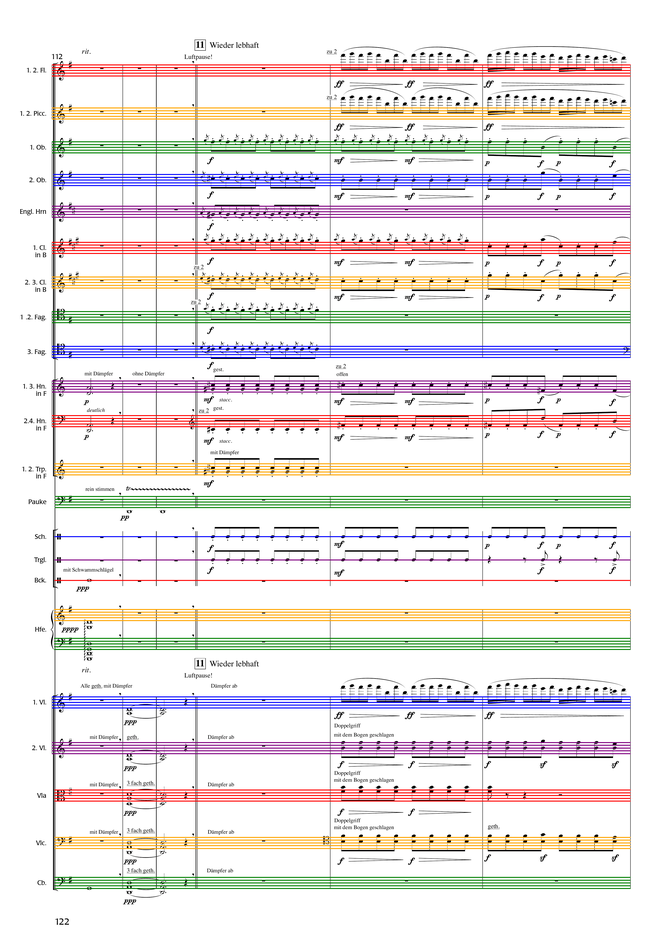 rit.
11 Wieder lebhaft
Luftpause!
112
zu 2
1. 2. Fl.
ff ff ff
zu 2
1. 2. Picc.
ff ff ff
1. Ob.
f mf mf p f p f
2. Ob.
f mf mf p f p f
Engl. Hrn
f
1. Cl.
in B
f mf mf p f p f
zu 2
2. 3. Cl.
in B
f mf mf p f p f
zu 2
1 .2. Fag.
f
3. Fag.
f
mit Dämpfer ohne Dämpfer gest. zu 2
offen
1. 3. Hn.
in F
p mf stacc. mf mf p f p f
deutlich zu 2 gest.
2.4. Hn.
in F
p mf stacc. mf mf p f p f
mit Dämpfer
1. 2. Trp.
in F
mf
rein stimmen tr
Pauke
pp
Sch.
f mf p f p f
Trgl.
f mf f f
mit Schwammschlägel
Bck.
ppp
Hfe.
pppp
rit.
11 Wieder lebhaft
Luftpause!
Alle geth. mit Dämpfer Dämpfer ab
1. Vl.
ppp ff ff ff
Doppelgriff
mit Dämpfer geth. Dämpfer ab mit dem Bogen geschlagen
2. Vl.
ppp f f f sf sf
Doppelgriff
mit Dämpfer 3 fach geth. Dämpfer ab mit dem Bogen geschlagen
Vla
ppp f f
Doppelgriff
mit Dämpfer 3 fach geth. Dämpfer ab mit dem Bogen geschlagen geth.
Vlc.
ppp f f f sf sf
3 fach geth. Dämpfer ab
Cb.
ppp
122